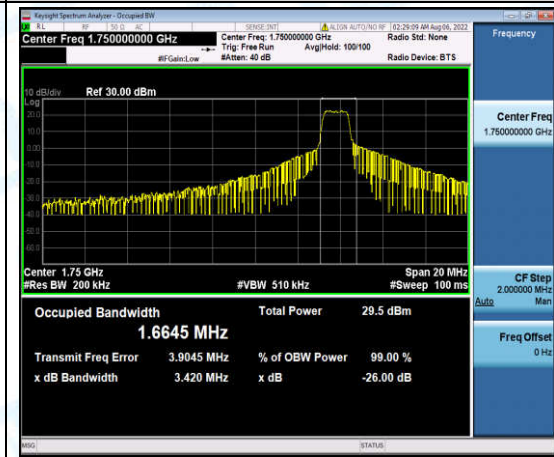 Keysight Spectrum Analyzer - Occupied BW
RL RF 50 Ω AC SENSE:INT ALIGN AUTO/NO RF 02:29:09 AM Aug 06, 2022
Center Freq 1.750000000 GHz
Center Freq: 1.750000000 GHz
Radio Std: None
Trig: Free Run Avg|Hold: 100/100
#IFGain:Low #Atten: 40 dB Radio Device: BTS
10 dB/div Ref 30.00 dBm
Log
20.0
10.0
0.00
-10.0
-20.0
-30.0
-40.0
-50.0
-60.0
Center 1.75 GHz Span 20 MHz
#Res BW 200 kHz #VBW 510 kHz #Sweep 100 ms
Occupied Bandwidth Total Power 29.5 dBm
1.6645 MHz
Transmit Freq Error 3.9045 MHz % of OBW Power 99.00 %
x dB Bandwidth 3.420 MHz x dB -26.00 dB
MSG STATUS
Frequency
Center Freq
1.750000000 GHz
CF Step
2.000000 MHz
Auto Man
Freq Offset
0 Hz